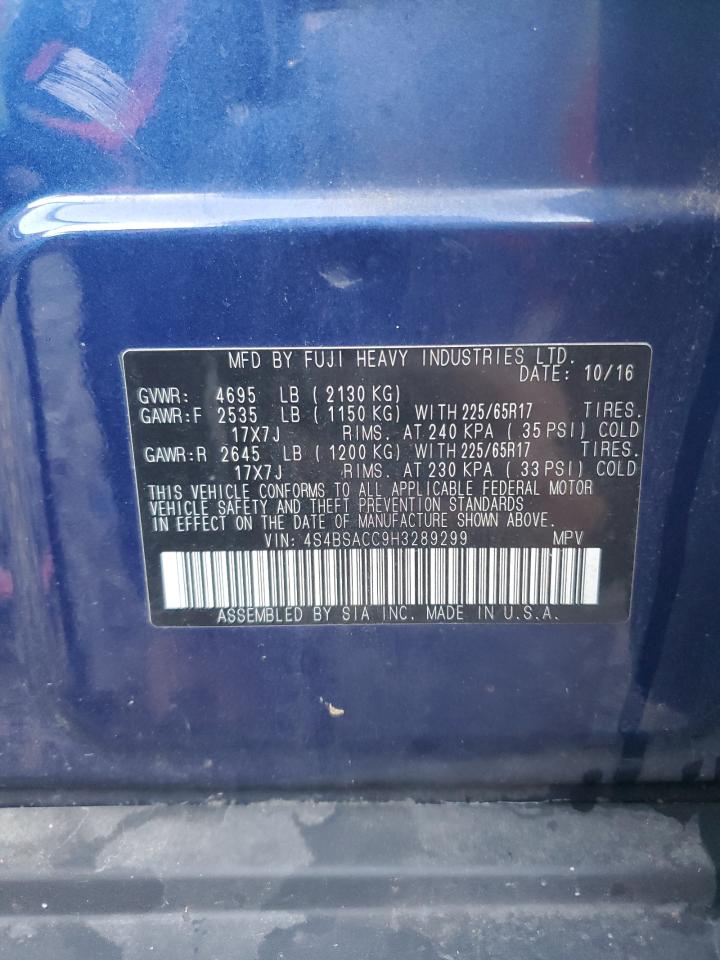 MFD BY FUJI HEAVY INDUSTRIES LTD.
DATE: 10/16
GVWR: 4695 LB ( 2130 KG)
GAWR:F 2535 LB ( 1150 KG) WITH 225/65R17 TIRES.
17X7J RIMS. AT 240 KPA ( 35 PSI) COLD
GAWR:R 2645 LB ( 1200 KG) WITH 225/65R17 TIRES.
17X7J RIMS. AT 230 KPA ( 33 PSI) COLD
THIS VEHICLE CONFORMS TO ALL APPLICABLE FEDERAL MOTOR
VEHICLE SAFETY AND THEFT PREVENTION STANDARDS
IN EFFECT ON THE DATE OF MANUFACTURE SHOWN ABOVE.
VIN: 4S4BSACC9H3289299 MPV
ASSEMBLED BY SIA INC. MADE IN U.S.A.